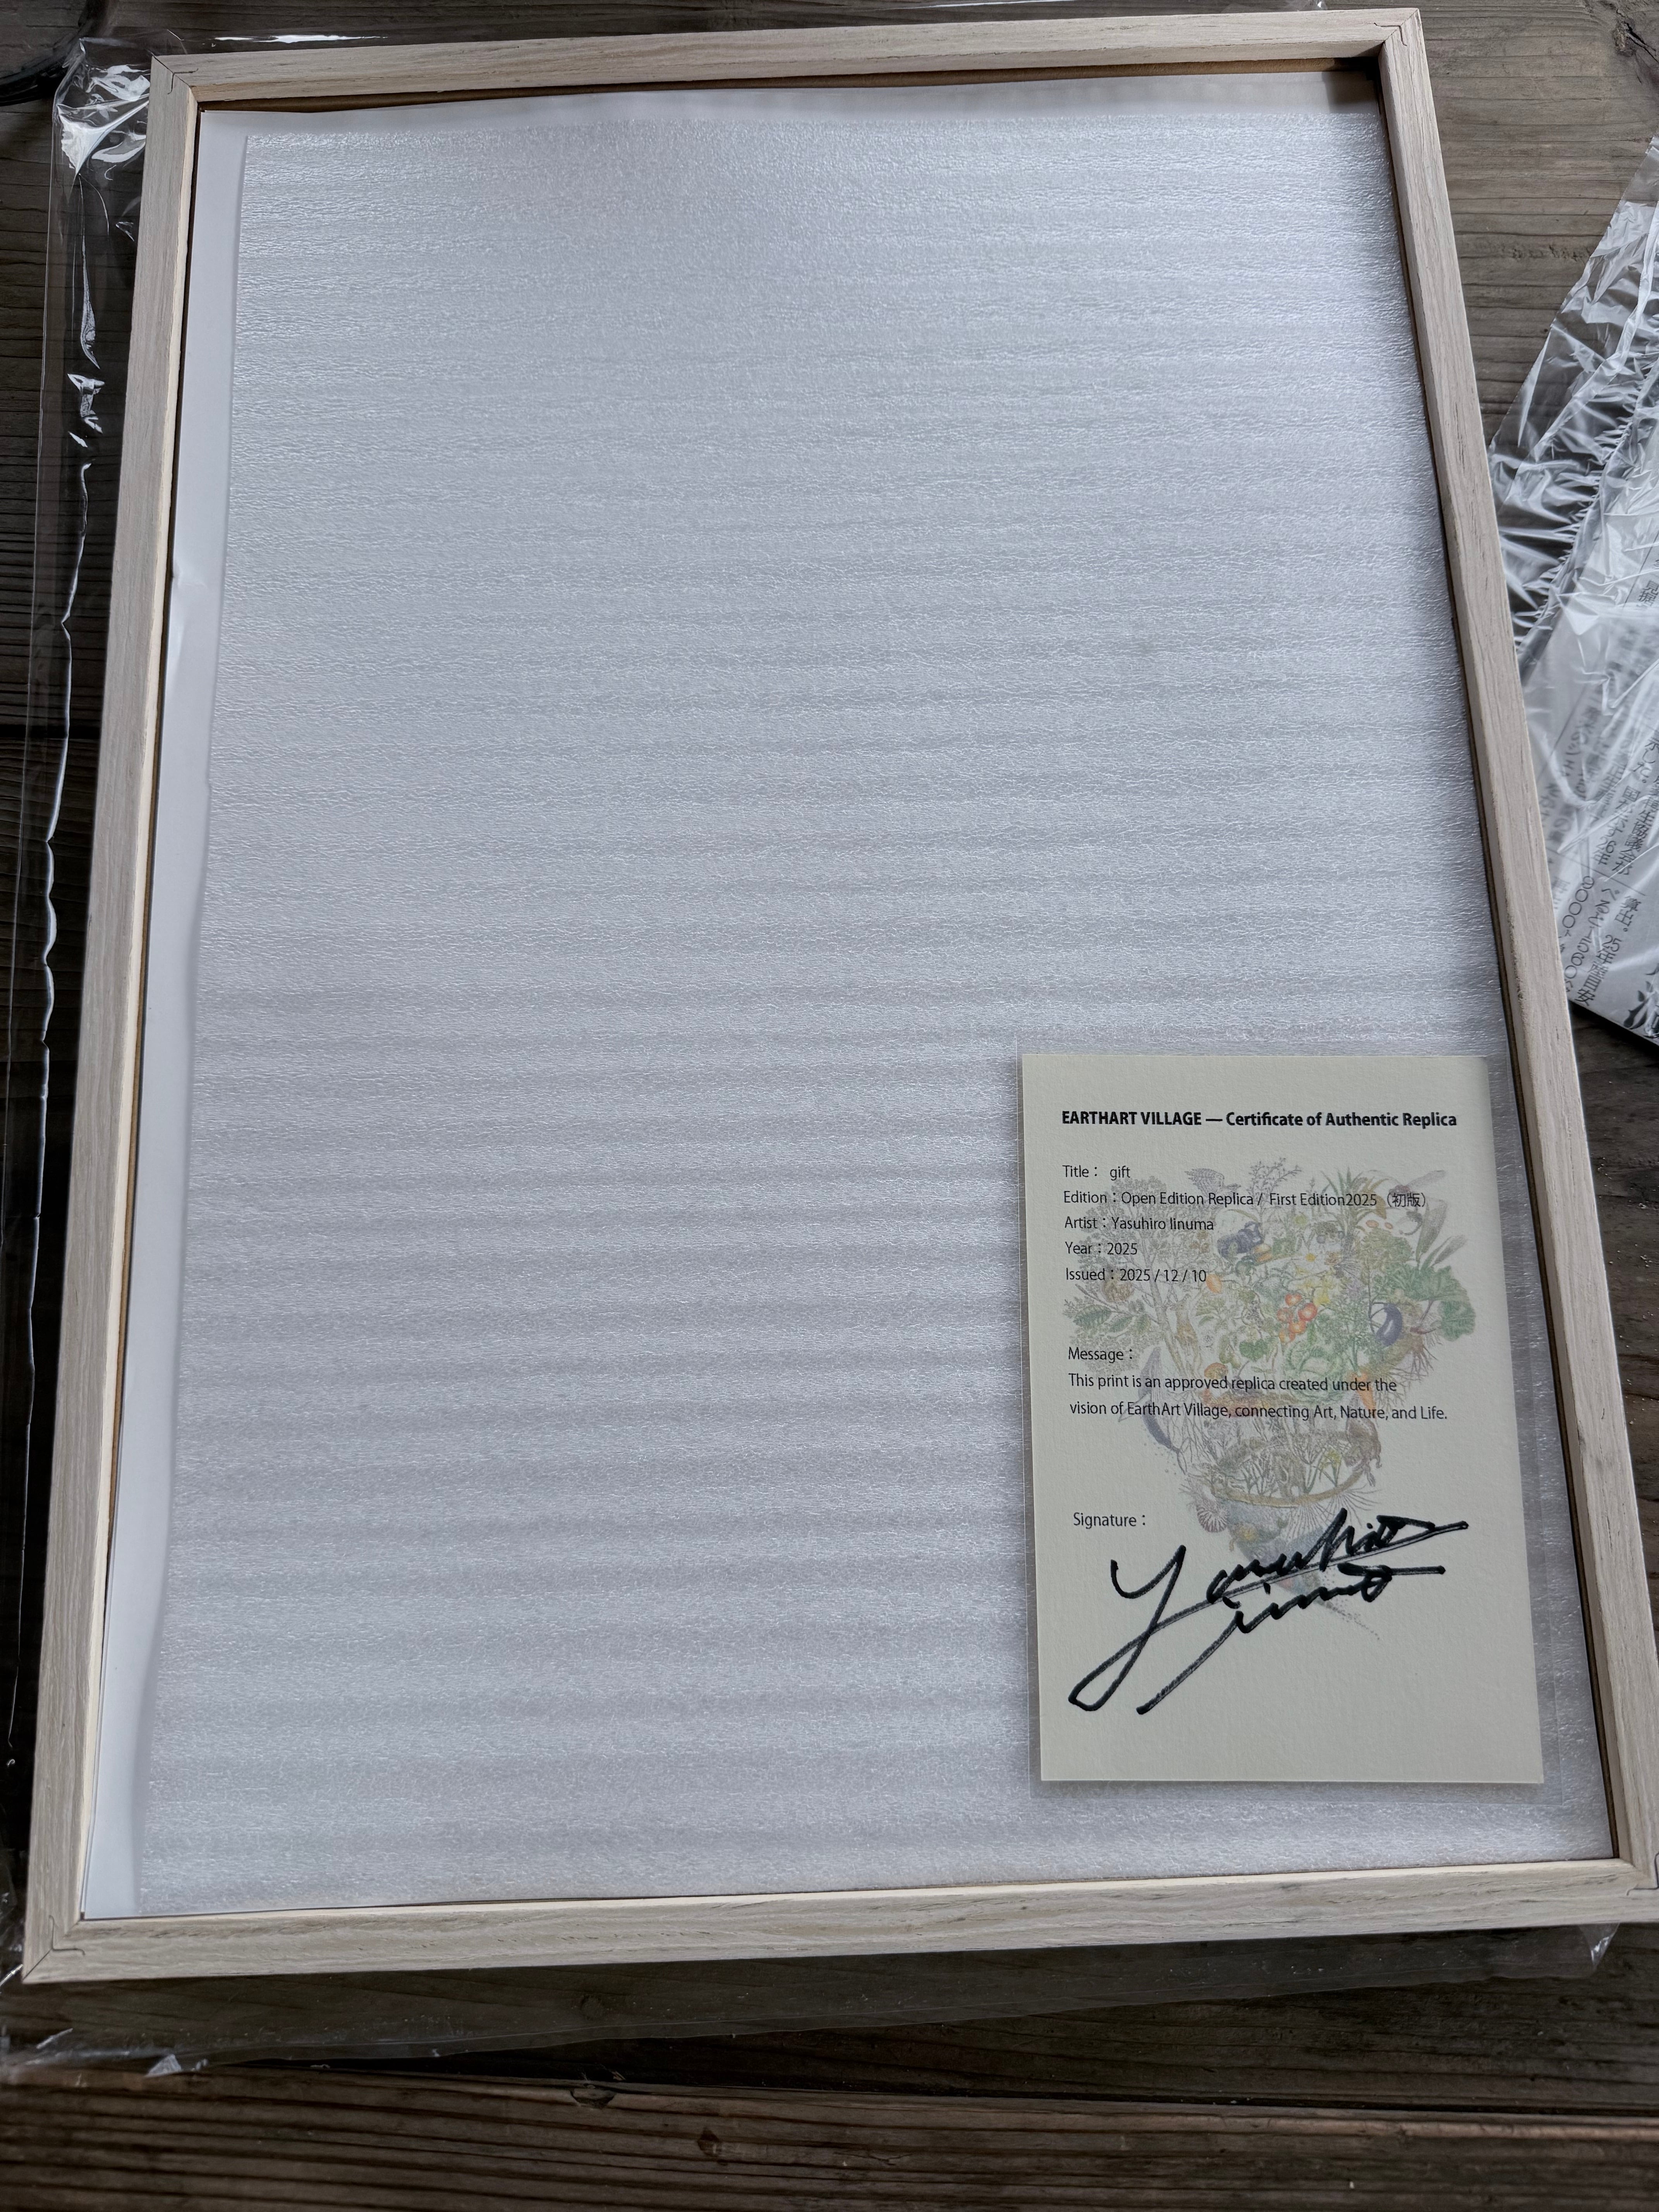 EARTHART VILLAGE — Certificate of Authentic Replica
Title： gift
Edition：Open Edition Replica / First Edition2025（初版）
Artist：Yasuhiro Iinuma
Year：2025
Issued：2025 / 12 / 10
Message：
This print is an approved replica created under the
vision of EarthArt Village, connecting Art, Nature, and Life.
Signature：